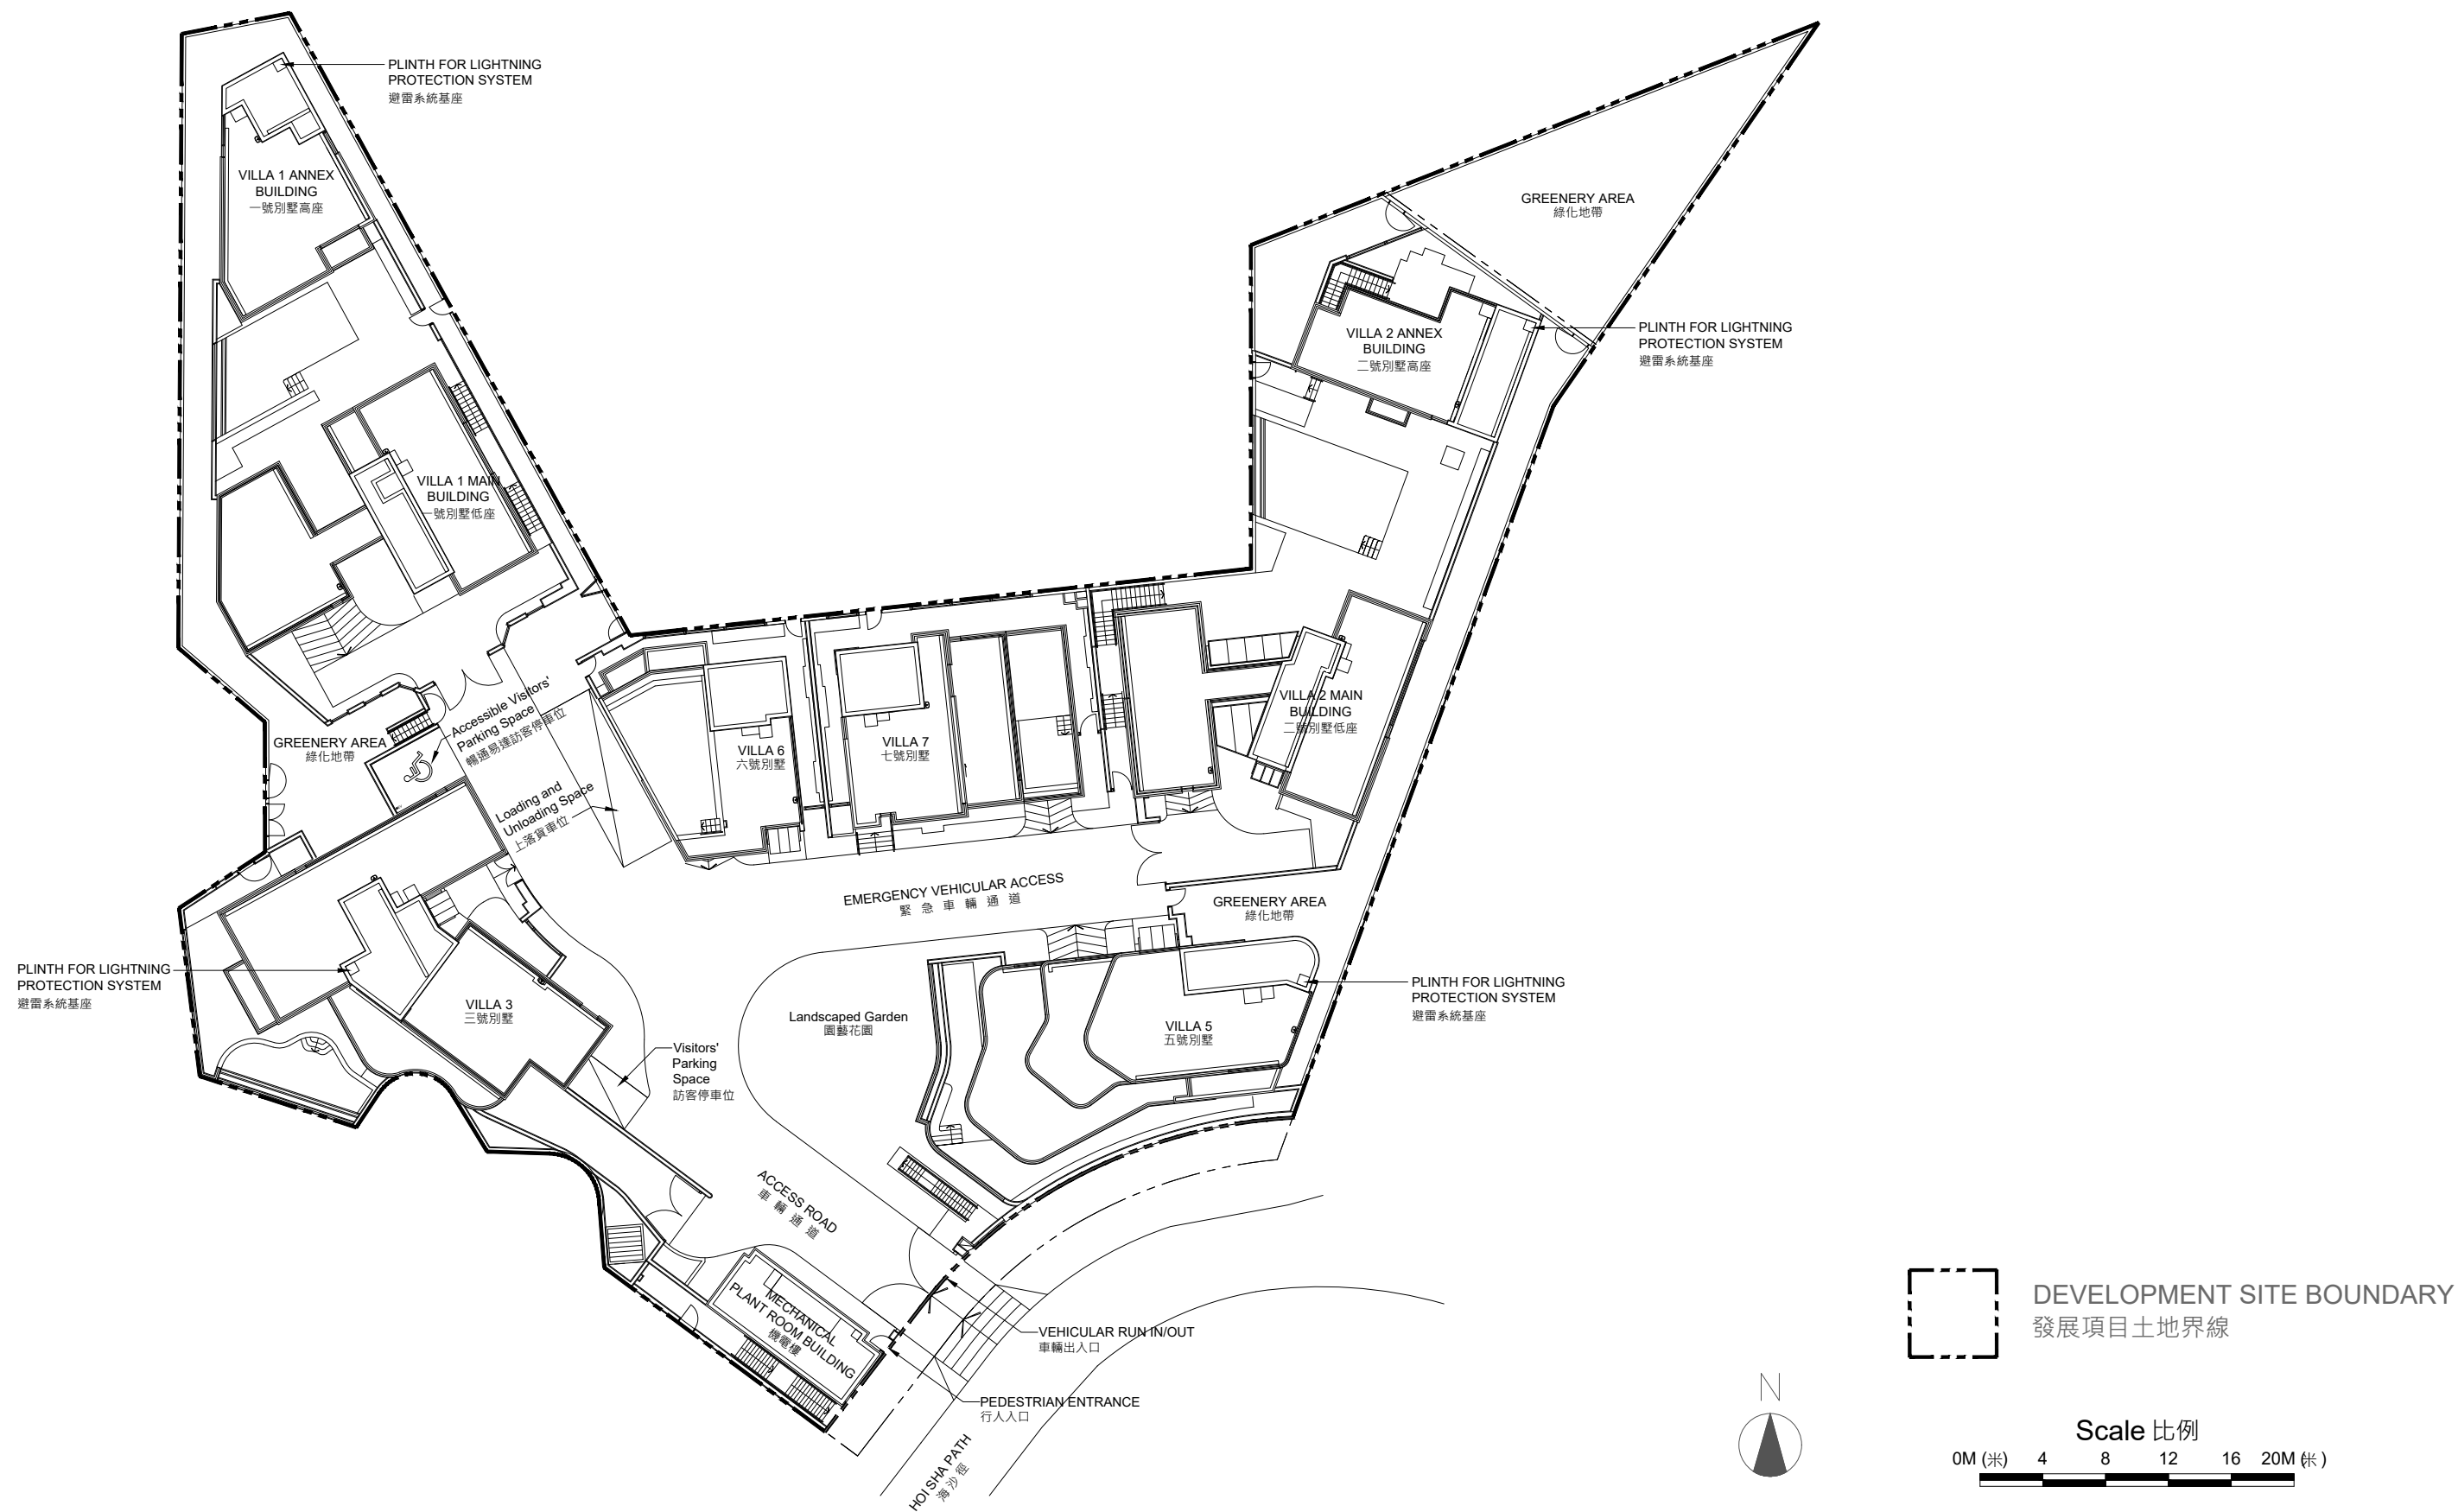 PLINTH FOR LIGHTNING
PROTECTION SYSTEM
避雷系統基座
VILLA 1 ANNEX
BUILDING
一號別墅高座
GREENERY AREA
綠化地帶
VILLA 2 ANNEX
BUILDING
二號別墅高座
PLINTH FOR LIGHTNING
PROTECTION SYSTEM
避雷系統基座
VILLA 1 MAIN
BUILDING
一號別墅低座
Accessible Visitors'
Parking Space
暢通易達訪客停車位
GREENERY AREA
綠化地帶
VILLA 6
六號別墅
VILLA 7
七號別墅
VILLA 2 MAIN
BUILDING
二號別墅低座
Loading and
Unloading Space
上落貨車位
EMERGENCY VEHICULAR ACCESS
緊急車輛通道
GREENERY AREA
綠化地帶
PLINTH FOR LIGHTNING
PROTECTION SYSTEM
避雷系統基座
VILLA 3
三號別墅
Landscaped Garden
園藝花園
VILLA 5
五號別墅
PLINTH FOR LIGHTNING
PROTECTION SYSTEM
避雷系統基座
Visitors'
Parking
Space
訪客停車位
ACCESS ROAD
車輛通道
MECHANICAL
PLANT ROOM BUILDING
機電樓
VEHICULAR RUN IN/OUT
車輛出入口
PEDESTRIAN ENTRANCE
行人入口
HOI SHA PATH
海沙徑
DEVELOPMENT SITE BOUNDARY
發展項目土地界線
N
Scale 比例
0M (米) 4 8 12 16 20M (米)